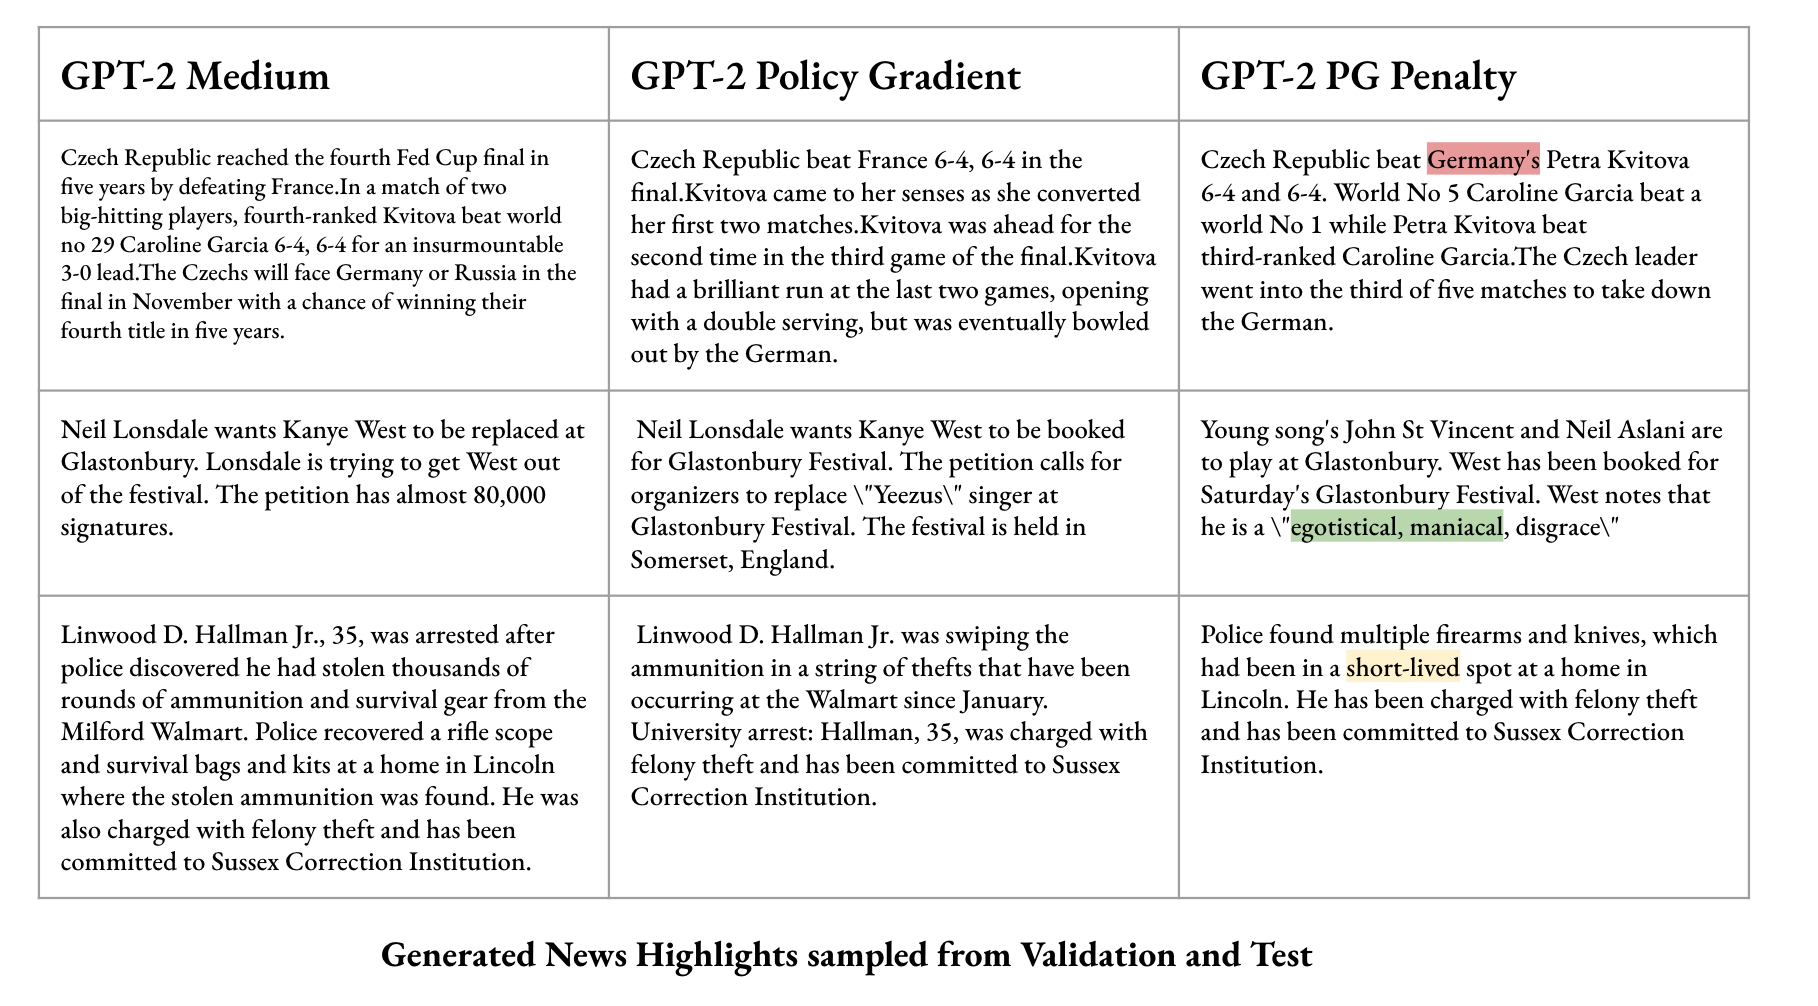 GPT-2 Medium
GPT-2 Policy Gradient
GPT-2 PG Penalty
Czech Republic reached the fourth Fed Cup final in
five years by defeating France.In a match of two
big-hitting players, fourth-ranked Kvitova beat world
no 29 Caroline Garcia 6-4, 6-4 for an insurmountable
3-0 lead.The Czechs will face Germany or Russia in the
final in November with a chance of winning their
fourth title in five years.
Czech Republic beat France 6-4, 6-4 in the
final.Kvitova came to her senses as she converted
her first two matches.Kvitova was ahead for the
second time in the third game of the final.Kvitova
had a brilliant run at the last two games, opening
with a double serving, but was eventually bowled
out by the German.
Czech Republic beat Germany's Petra Kvitova
6-4 and 6-4. World No 5 Caroline Garcia beat a
world No 1 while Petra Kvitova beat
third-ranked Caroline Garcia.The Czech leader
went into the third of five matches to take down
the German.
Neil Lonsdale wants Kanye West to be replaced at
Glastonbury. Lonsdale is trying to get West out
of the festival. The petition has almost 80,000
signatures.
Neil Lonsdale wants Kanye West to be booked
for Glastonbury Festival. The petition calls for
organizers to replace \"Yeezus\" singer at
Glastonbury Festival. The festival is held in
Somerset, England.
Young song's John St Vincent and Neil Aslani are
to play at Glastonbury. West has been booked for
Saturday's Glastonbury Festival. West notes that
he is a \"egotistical, maniacal, disgrace\"
Linwood D. Hallman Jr., 35, was arrested after
police discovered he had stolen thousands of
rounds of ammunition and survival gear from the
Milford Walmart. Police recovered a rifle scope
and survival bags and kits at a home in Lincoln
where the stolen ammunition was found. He was
also charged with felony theft and has been
committed to Sussex Correction Institution.
Linwood D. Hallman Jr. was swiping the
ammunition in a string of thefts that have been
occurring at the Walmart since January.
University arrest: Hallman, 35, was charged with
felony theft and has been committed to Sussex
Correction Institution.
Police found multiple firearms and knives, which
had been in a short-lived spot at a home in
Lincoln. He has been charged with felony theft
and has been committed to Sussex Correction
Institution.
Generated News Highlights sampled from Validation and Test